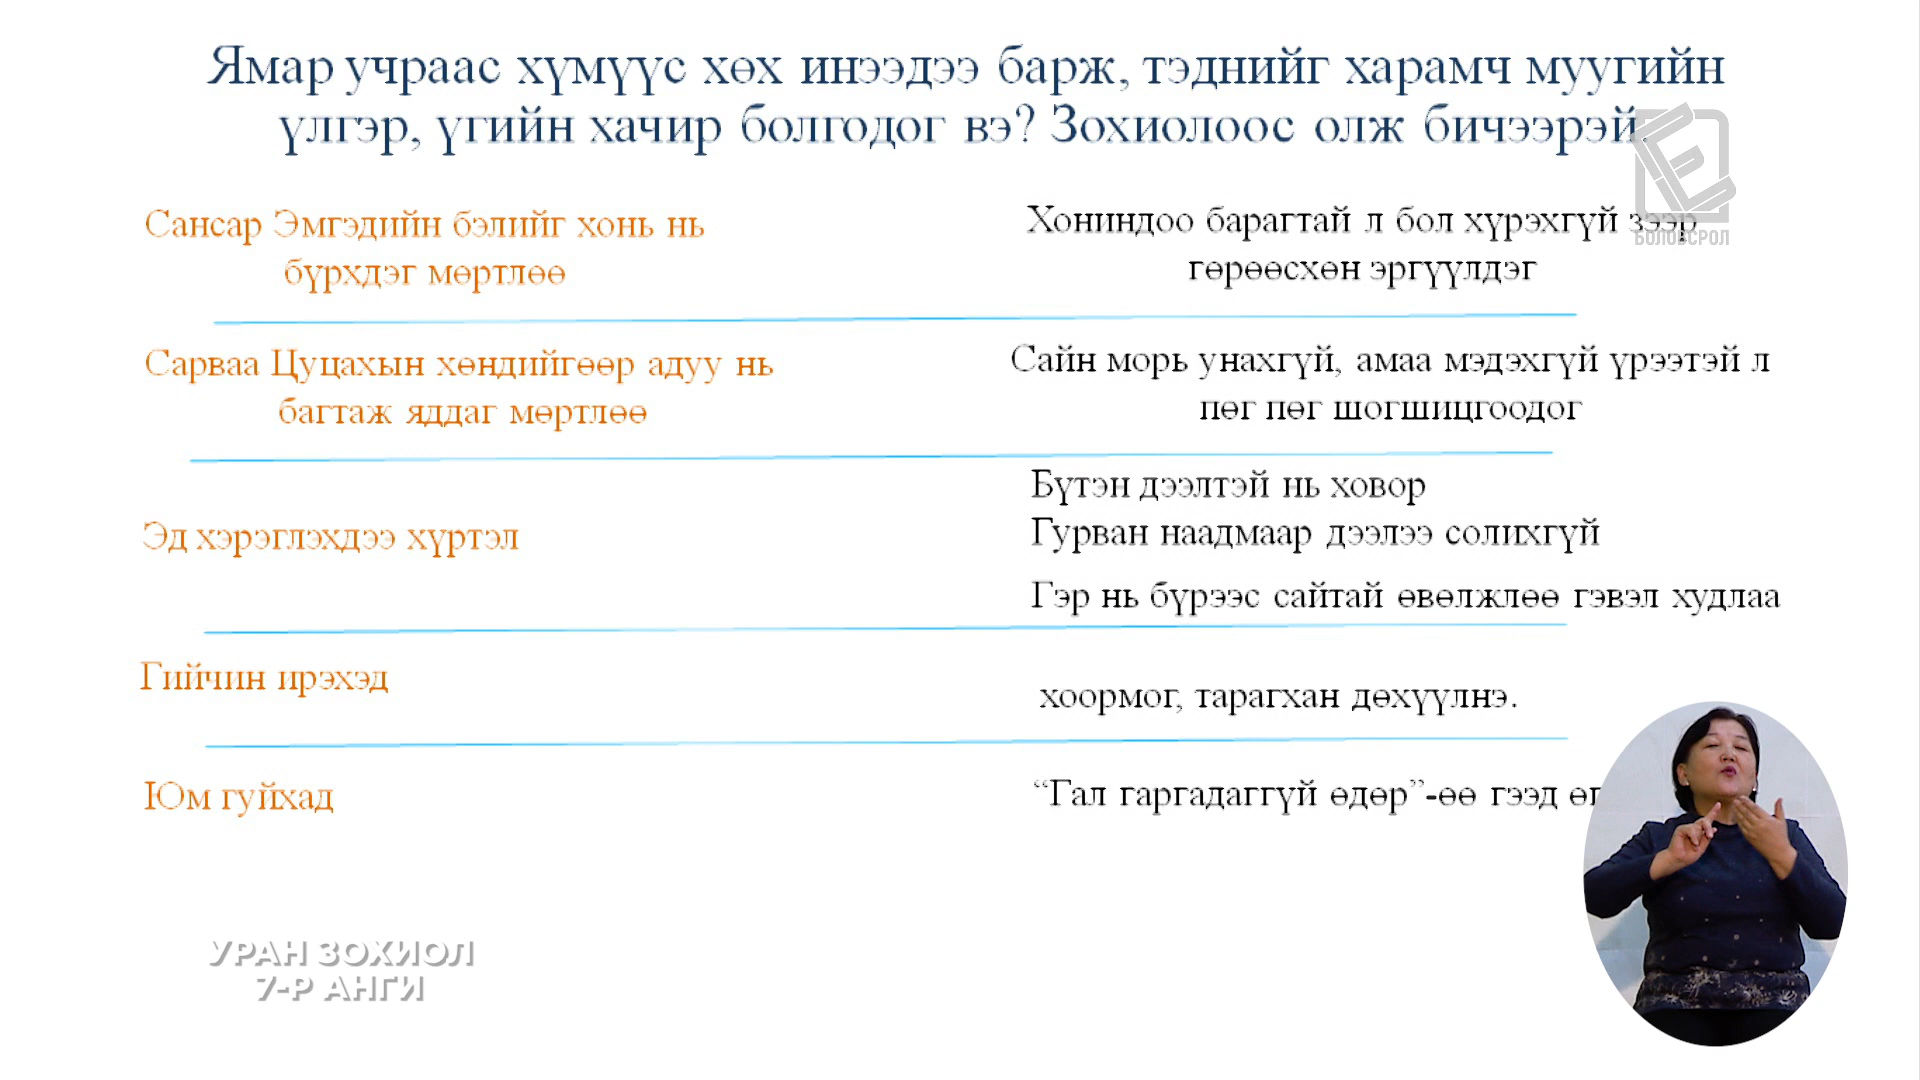 Ямар учраас хүмүүс хөх инээдээ барж, тэднийг харамч муугийн
үлгэр, үгийн хачир болгодог вэ? Зохиолоос олж бичээрэй.
Сансар Эмгэдийн бэлийг хонь нь
бүрхдэг мөртлөө
Хониндоо барагтай л бол хүрэхгүй зээр
гөрөөсхөн эргүүлдэг
БОЛОВСРОЛ
Сарваа Цуцахын хөндийгөөр адуу нь
багтаж яддаг мөртлөө
Сайн морь унахгүй, амаа мэдэхгүй үрээтэй л
пөг пөг шогшицгоодог
Эд хэрэглэхдээ хүртэл
Бүтэн дээлтэй нь ховор
Гурван наадмаар дээлээ солихгүй
Гэр нь бүрээс сайтай өвөлжлөө гэвэл худлаа
Гийчин ирэхэд
хоормог, тарагхан дөхүүлнэ.
Юм гуйхад
“Гал гаргадаггүй өдөр”-өө гээд
УРАН ЗОХИОЛ
7-Р АНГИ